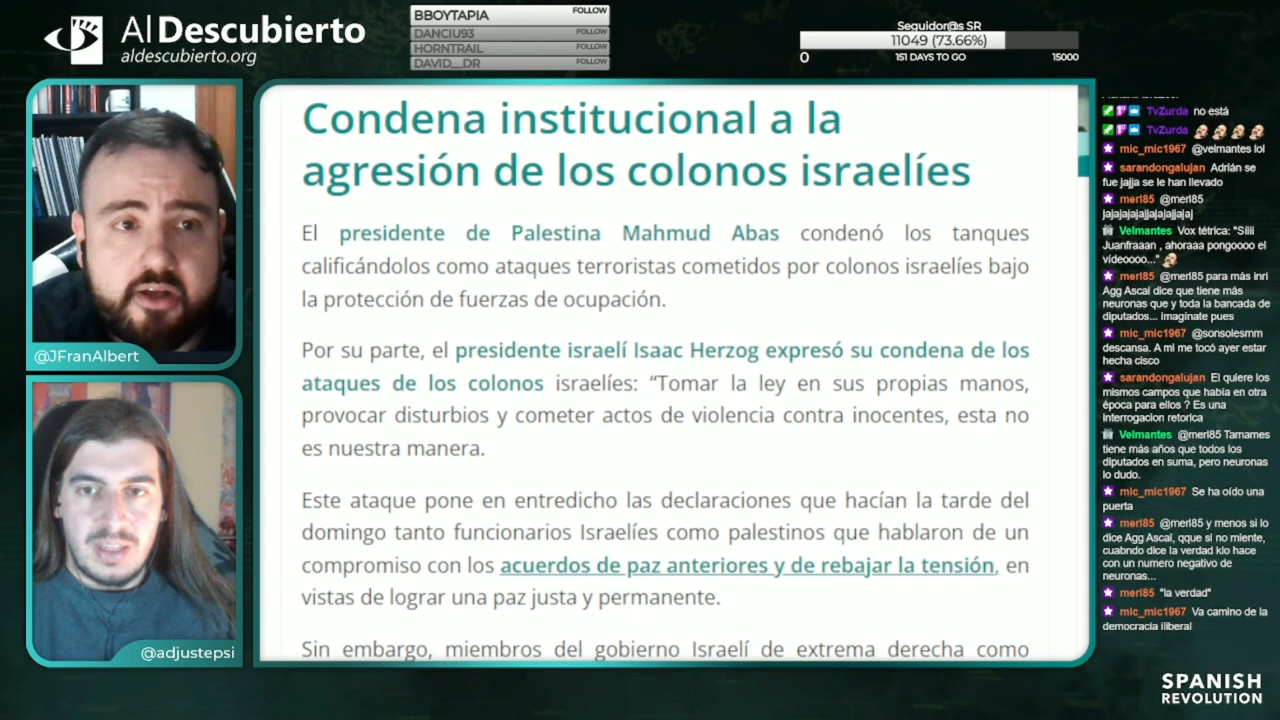 Al Descubierto
aldescubierto.org
BBOYTAPIA FOLLOW
DANCIU93 FOLLOW
HORNTRAIL FOLLOW
DAVID__DR FOLLOW
Seguidor@s SR
11049 (73.66%)
0 151 DAYS TO GO 15000
@JFranAlbert
@adjustepsi
Condena institucional a la
agresión de los colonos israelíes
El presidente de Palestina Mahmud Abas condenó los tanques
calificándolos como ataques terroristas cometidos por colonos israelíes bajo
la protección de fuerzas de ocupación.
Por su parte, el presidente israelí Isaac Herzog expresó su condena de los
ataques de los colonos israelíes: “Tomar la ley en sus propias manos,
provocar disturbios y cometer actos de violencia contra inocentes, esta no
es nuestra manera.
Este ataque pone en entredicho las declaraciones que hacían la tarde del
domingo tanto funcionarios Israelíes como palestinos que hablaron de un
compromiso con los acuerdos de paz anteriores y de rebajar la tensión, en
vistas de lograr una paz justa y permanente.
Sin embargo, miembros del gobierno Israelí de extrema derecha como
TvZurda no está
TvZurda
mic_mic1967 @velmantes lol
sarandongalujan Adrián se
fue jajja se le han llevado
merl85 @merl85
jajajajajajjajajajjajaj
Velmantes Vox tétrica: "Siiii
Juanfraaan , ahoraaa pongoooo el
vídeoooo..."
merl85 @merl85 para más inri
Agg Ascal dice que tiene más
neuronas que y toda la bancada de
diputados... Imagínate pues
mic_mic1967 @sonsolesmm
descansa. A mi me tocó ayer estar
hecha cisco
sarandongalujan El quiere los
mismos campos que había en otra
época para ellos ? Es una
interrogacion retorica
Velmantes @merl85 Tamames
tiene más años que todos los
diputados en suma, pero neuronas
lo dudo.
mic_mic1967 Se ha oído una
puerta
merl85 @merl85 y menos si lo
dice Agg Ascal, qque si no miente,
cuabndo dice la verdad klo hace
con un numero negativo de
neuronas...
merl85 "la verdad"
mic_mic1967 Va camino de la
democracia iliberal
SPANISH
REVOLUTION